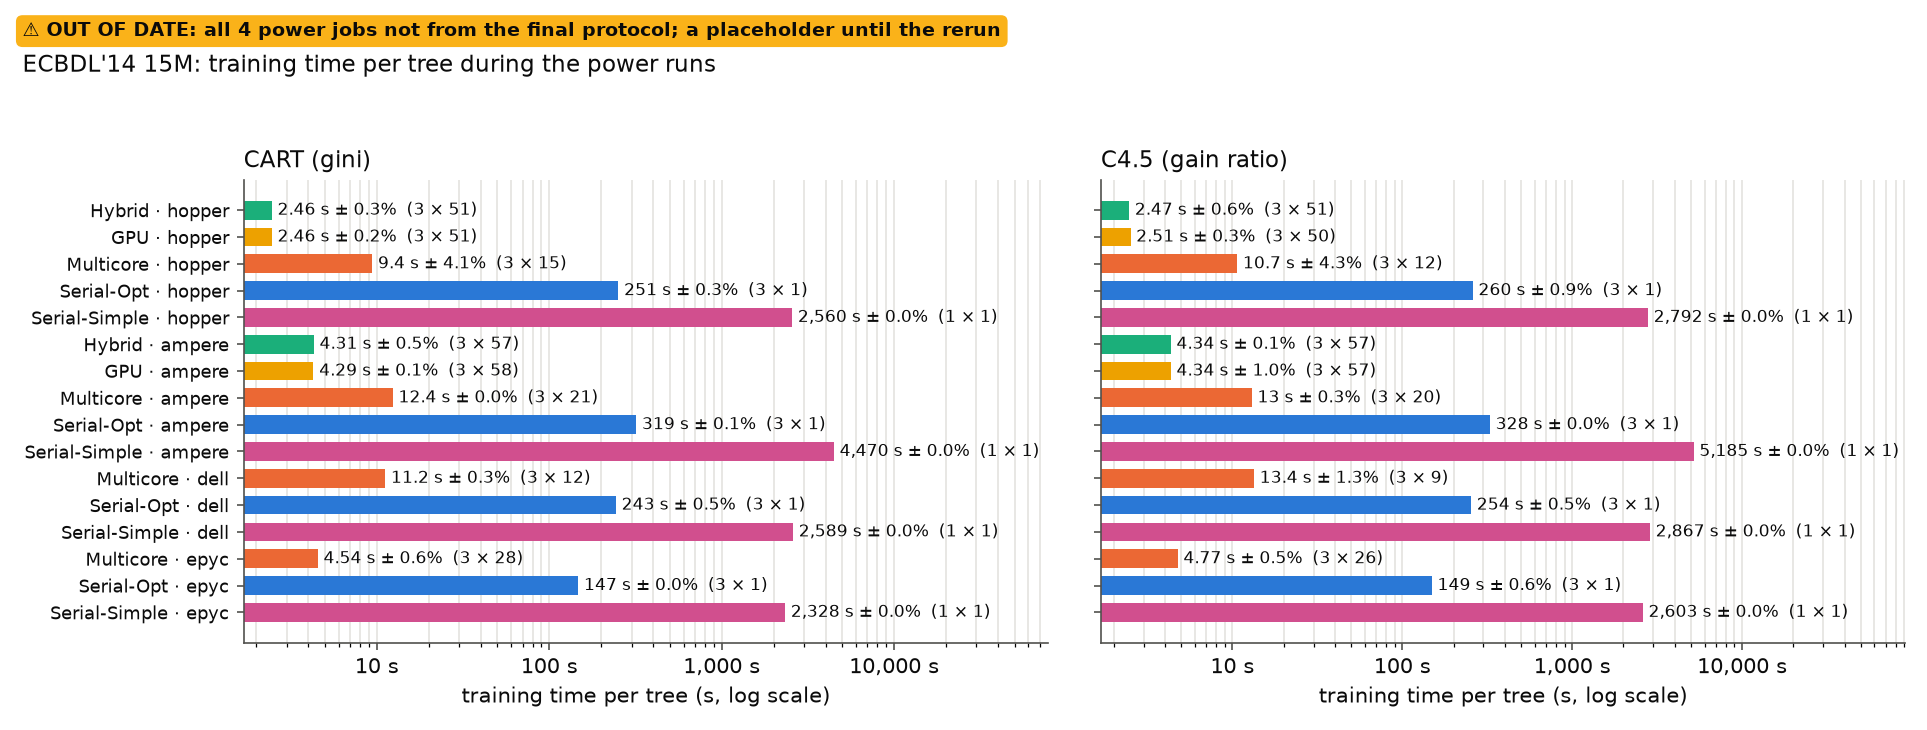 ⚠ OUT OF DATE: all 4 power jobs not from the final protocol; a placeholder until the rerun
ECBDL'14 15M: training time per tree during the power runs
CART (gini)
Hybrid · hopper 2.46 s ± 0.3% (3 × 51)
GPU · hopper 2.46 s ± 0.2% (3 × 51)
Multicore · hopper 9.4 s ± 4.1% (3 × 15)
Serial-Opt · hopper 251 s ± 0.3% (3 × 1)
Serial-Simple · hopper 2,560 s ± 0.0% (1 × 1)
Hybrid · ampere 4.31 s ± 0.5% (3 × 57)
GPU · ampere 4.29 s ± 0.1% (3 × 58)
Multicore · ampere 12.4 s ± 0.0% (3 × 21)
Serial-Opt · ampere 319 s ± 0.1% (3 × 1)
Serial-Simple · ampere 4,470 s ± 0.0% (1 × 1)
Multicore · dell 11.2 s ± 0.3% (3 × 12)
Serial-Opt · dell 243 s ± 0.5% (3 × 1)
Serial-Simple · dell 2,589 s ± 0.0% (1 × 1)
Multicore · epyc 4.54 s ± 0.6% (3 × 28)
Serial-Opt · epyc 147 s ± 0.0% (3 × 1)
Serial-Simple · epyc 2,328 s ± 0.0% (1 × 1)
10 s 100 s 1,000 s 10,000 s
training time per tree (s, log scale)
C4.5 (gain ratio)
2.47 s ± 0.6% (3 × 51)
2.51 s ± 0.3% (3 × 50)
10.7 s ± 4.3% (3 × 12)
260 s ± 0.9% (3 × 1)
2,792 s ± 0.0% (1 × 1)
4.34 s ± 0.1% (3 × 57)
4.34 s ± 1.0% (3 × 57)
13 s ± 0.3% (3 × 20)
328 s ± 0.0% (3 × 1)
5,185 s ± 0.0% (1 × 1)
13.4 s ± 1.3% (3 × 9)
254 s ± 0.5% (3 × 1)
2,867 s ± 0.0% (1 × 1)
4.77 s ± 0.5% (3 × 26)
149 s ± 0.6% (3 × 1)
2,603 s ± 0.0% (1 × 1)
10 s 100 s 1,000 s 10,000 s
training time per tree (s, log scale)